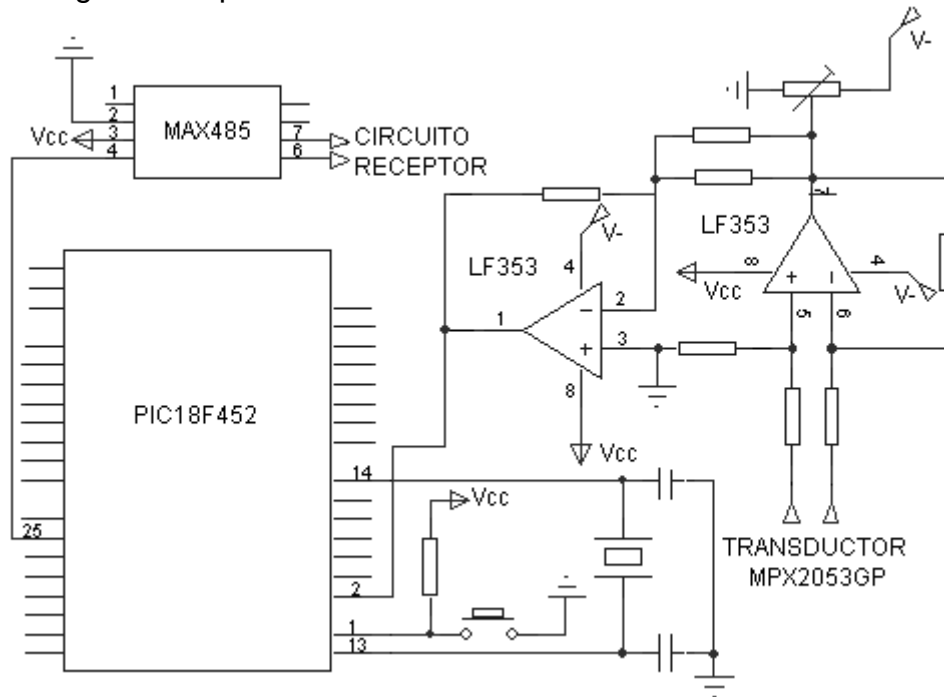 V-
1
2
3
4
MAX485
7
6
Vcc
CIRCUITO
RECEPTOR
7
LF353
V-
LF353
4
8
Vcc
+ −
4
V-
5
6
1
2
−
3
+
8
Vcc
PIC18F452
14
Vcc
25
2
1
13
TRANSDUCTOR
MPX2053GP